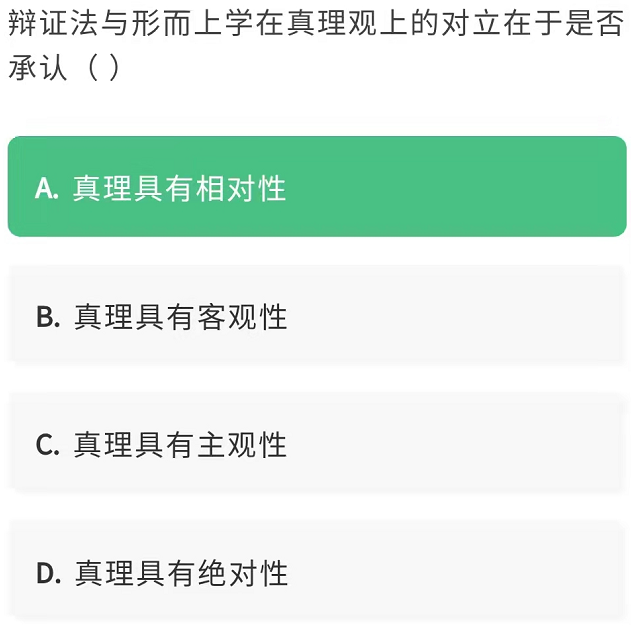 辩证法与形而上学在真理观上的对立在于是否
承认（ ）
A. 真理具有相对性
B. 真理具有客观性
C. 真理具有主观性
D. 真理具有绝对性